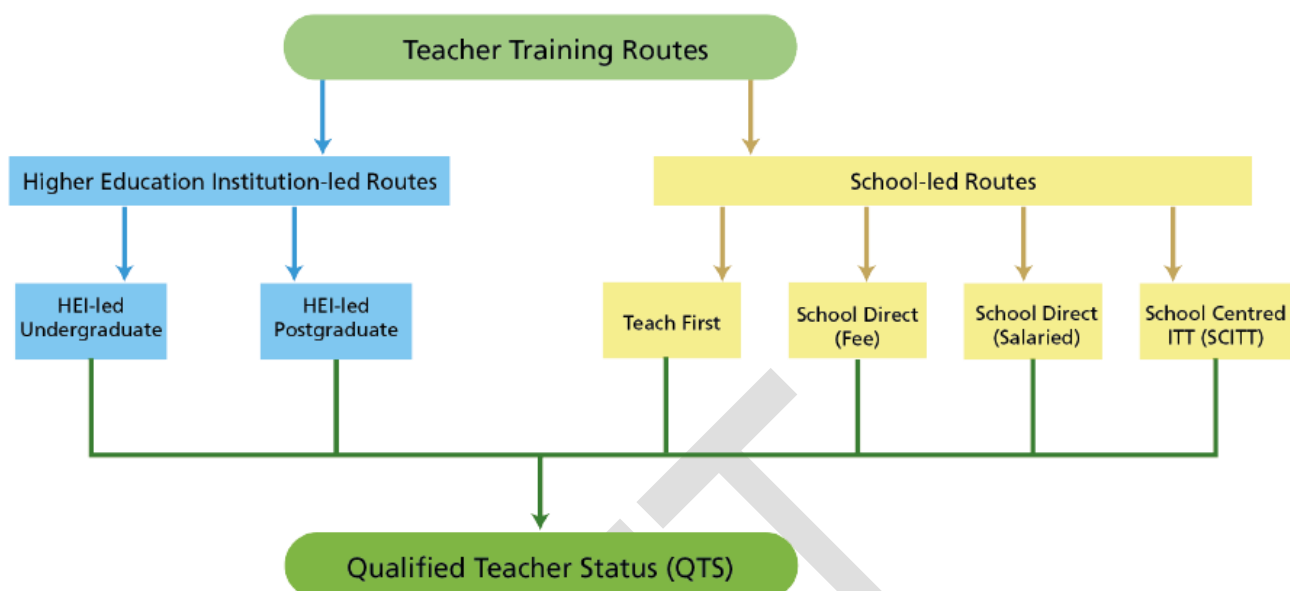 Teacher Training Routes
Higher Education Institution-led Routes
School-led Routes
HEI-led
Undergraduate
HEI-led
Postgraduate
Teach First
School Direct
(Fee)
School Direct
(Salaried)
School Centred
ITT (SCITT)
Qualified Teacher Status (QTS)